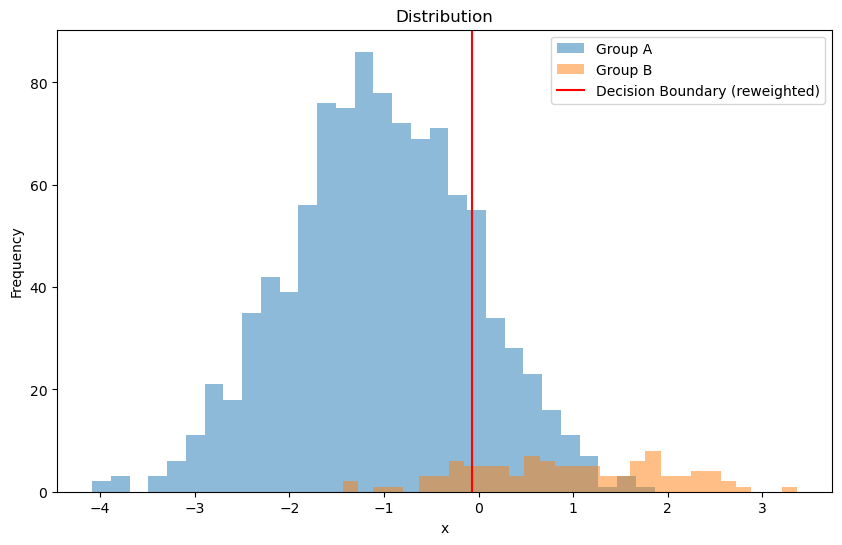 Distribution
Group A
Group B
Decision Boundary (reweighted)
80
60
40
20
0
Frequency
−4
−3
−2
−1
0
1
2
3
x